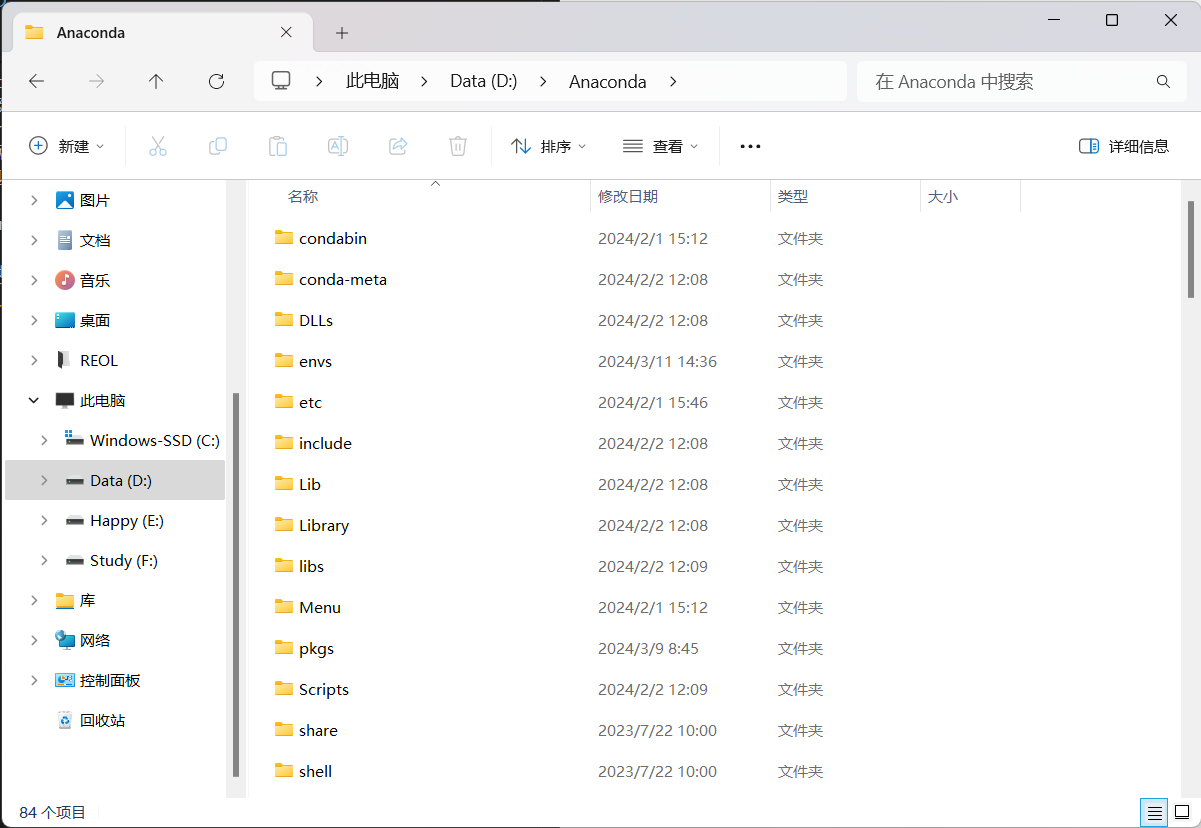 Anaconda
此电脑 Data (D:) Anaconda 在 Anaconda 中搜索
新建 排序 查看 详细信息
图片
文档
音乐
桌面
REOL
此电脑
Windows-SSD (C:)
Data (D:)
Happy (E:)
Study (F:)
库
网络
控制面板
回收站
名称 修改日期 类型 大小
condabin 2024/2/1 15:12 文件夹
conda-meta 2024/2/2 12:08 文件夹
DLLs 2024/2/2 12:08 文件夹
envs 2024/3/11 14:36 文件夹
etc 2024/2/1 15:46 文件夹
include 2024/2/2 12:08 文件夹
Lib 2024/2/2 12:08 文件夹
Library 2024/2/2 12:08 文件夹
libs 2024/2/2 12:09 文件夹
Menu 2024/2/1 15:12 文件夹
pkgs 2024/3/9 8:45 文件夹
Scripts 2024/2/2 12:09 文件夹
share 2023/7/22 10:00 文件夹
shell 2023/7/22 10:00 文件夹
84 个项目